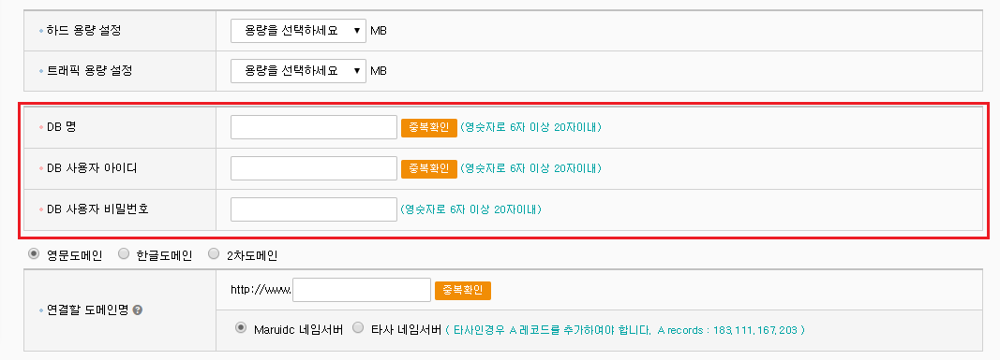 하드 용량 설정 용량을 선택하세요 ▼ MB
트래픽 용량 설정 용량을 선택하세요 ▼ MB
DB 명 중복확인 (영숫자로 6자 이상 20자이내)
DB 사용자 아이디 중복확인 (영숫자로 6자 이상 20자이내)
DB 사용자 비밀번호 (영숫자로 6자 이상 20자이내)
영문도메인 한글도메인 2차도메인
http://www. 중복확인
연결할 도메인명 ?
Maruidc 네임서버 타사 네임서버 ( 타사인경우 A 레코드를 추가하여야 합니다. A records : 183.111.167.203 )